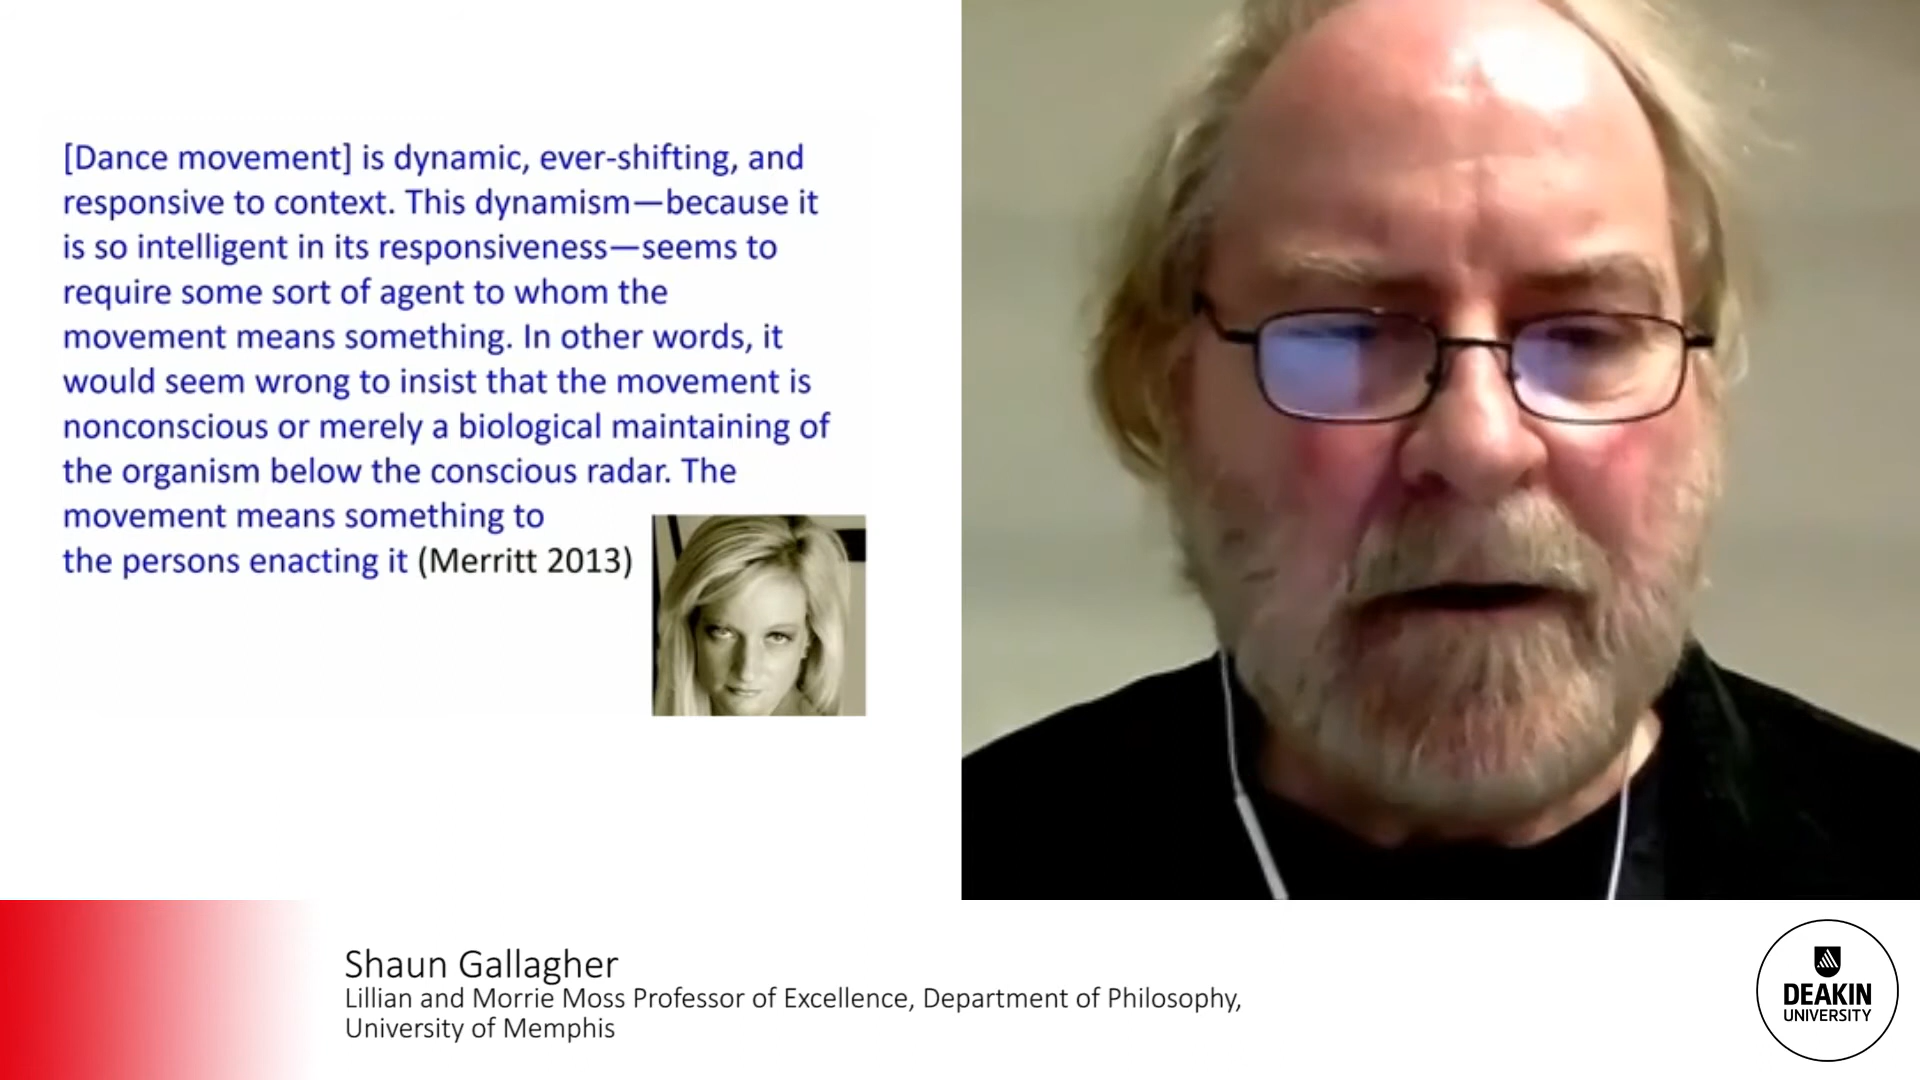 [Dance movement] is dynamic, ever-shifting, and
responsive to context. This dynamism—because it
is so intelligent in its responsiveness—seems to
require some sort of agent to whom the
movement means something. In other words, it
would seem wrong to insist that the movement is
nonconscious or merely a biological maintaining of
the organism below the conscious radar. The
movement means something to
the persons enacting it (Merritt 2013)
Shaun Gallagher
Lillian and Morrie Moss Professor of Excellence, Department of Philosophy,
University of Memphis
DEAKIN
UNIVERSITY